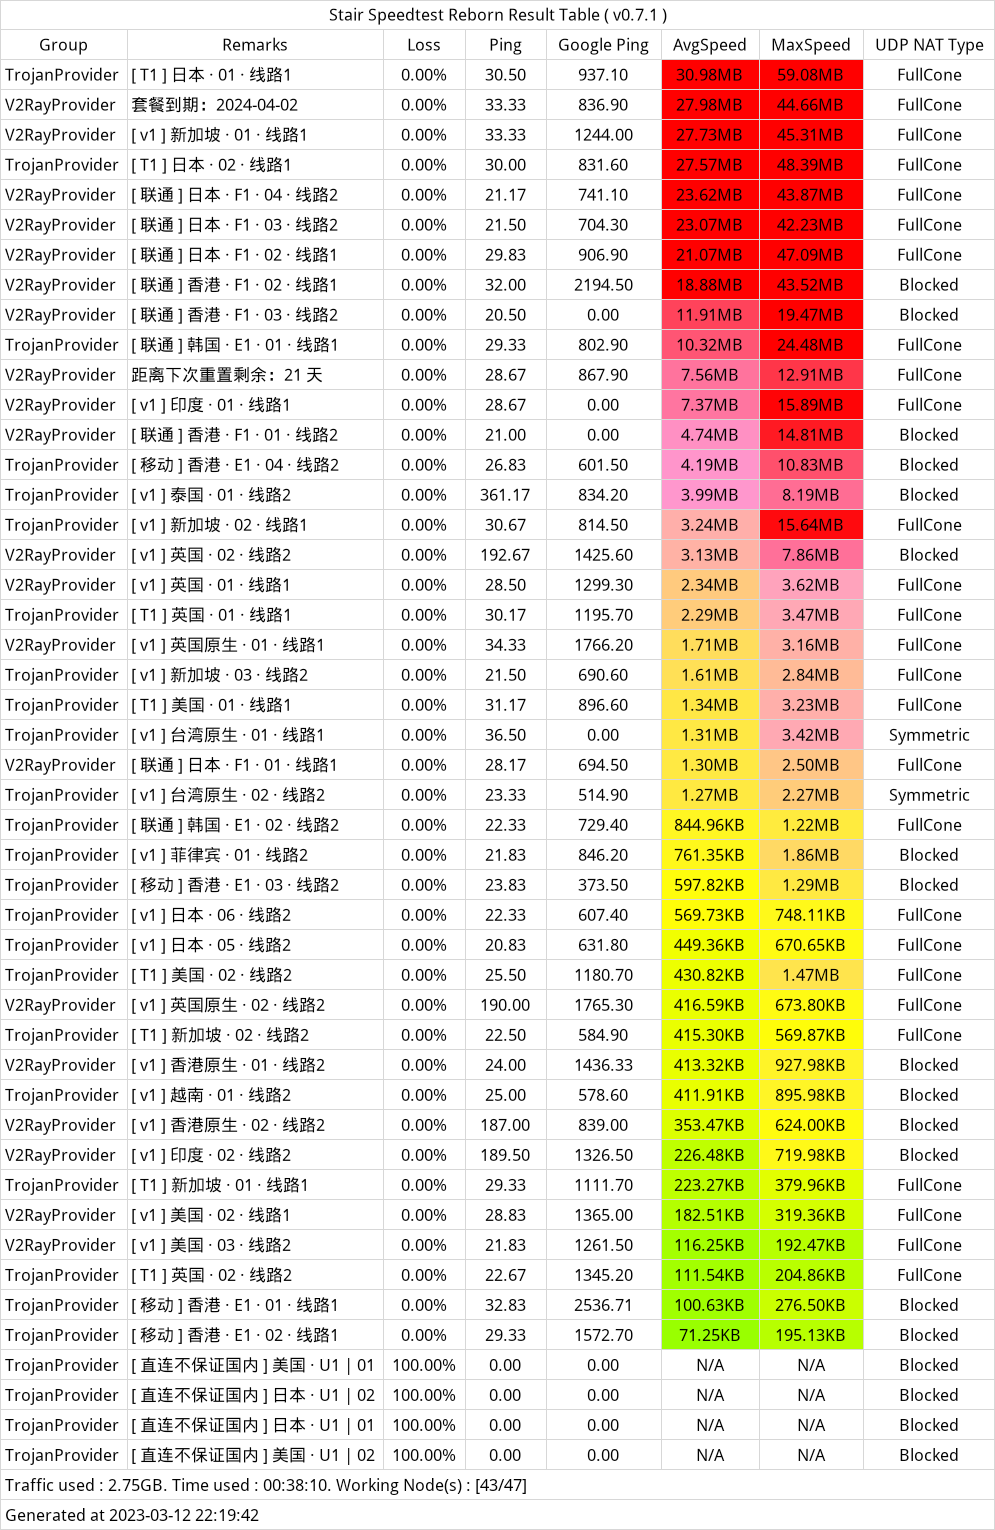 Stair Speedtest Reborn Result Table ( v0.7.1 )
Group Remarks Loss Ping Google Ping AvgSpeed MaxSpeed UDP NAT Type
TrojanProvider [ T1 ] 日本 · 01 · 线路1 0.00% 30.50 937.10 30.98MB 59.08MB FullCone
V2RayProvider 套餐到期：2024-04-02 0.00% 33.33 836.90 27.98MB 44.66MB FullCone
V2RayProvider [ v1 ] 新加坡 · 01 · 线路1 0.00% 33.33 1244.00 27.73MB 45.31MB FullCone
TrojanProvider [ T1 ] 日本 · 02 · 线路1 0.00% 30.00 831.60 27.57MB 48.39MB FullCone
V2RayProvider [ 联通 ] 日本 · F1 · 04 · 线路2 0.00% 21.17 741.10 23.62MB 43.87MB FullCone
V2RayProvider [ 联通 ] 日本 · F1 · 03 · 线路2 0.00% 21.50 704.30 23.07MB 42.23MB FullCone
V2RayProvider [ 联通 ] 日本 · F1 · 02 · 线路1 0.00% 29.83 906.90 21.07MB 47.09MB FullCone
V2RayProvider [ 联通 ] 香港 · F1 · 02 · 线路1 0.00% 32.00 2194.50 18.88MB 43.52MB Blocked
V2RayProvider [ 联通 ] 香港 · F1 · 03 · 线路2 0.00% 20.50 0.00 11.91MB 19.47MB Blocked
TrojanProvider [ 联通 ] 韩国 · E1 · 01 · 线路1 0.00% 29.33 802.90 10.32MB 24.48MB FullCone
V2RayProvider 距离下次重置剩余：21 天 0.00% 28.67 867.90 7.56MB 12.91MB FullCone
V2RayProvider [ v1 ] 印度 · 01 · 线路1 0.00% 28.67 0.00 7.37MB 15.89MB FullCone
V2RayProvider [ 联通 ] 香港 · F1 · 01 · 线路2 0.00% 21.00 0.00 4.74MB 14.81MB Blocked
TrojanProvider [ 移动 ] 香港 · E1 · 04 · 线路2 0.00% 26.83 601.50 4.19MB 10.83MB Blocked
TrojanProvider [ v1 ] 泰国 · 01 · 线路2 0.00% 361.17 834.20 3.99MB 8.19MB Blocked
TrojanProvider [ v1 ] 新加坡 · 02 · 线路1 0.00% 30.67 814.50 3.24MB 15.64MB FullCone
V2RayProvider [ v1 ] 英国 · 02 · 线路2 0.00% 192.67 1425.60 3.13MB 7.86MB Blocked
V2RayProvider [ v1 ] 英国 · 01 · 线路1 0.00% 28.50 1299.30 2.34MB 3.62MB FullCone
TrojanProvider [ T1 ] 英国 · 01 · 线路1 0.00% 30.17 1195.70 2.29MB 3.47MB FullCone
V2RayProvider [ v1 ] 英国原生 · 01 · 线路1 0.00% 34.33 1766.20 1.71MB 3.16MB FullCone
TrojanProvider [ v1 ] 新加坡 · 03 · 线路2 0.00% 21.50 690.60 1.61MB 2.84MB FullCone
TrojanProvider [ T1 ] 美国 · 01 · 线路1 0.00% 31.17 896.60 1.34MB 3.23MB FullCone
TrojanProvider [ v1 ] 台湾原生 · 01 · 线路1 0.00% 36.50 0.00 1.31MB 3.42MB Symmetric
V2RayProvider [ 联通 ] 日本 · F1 · 01 · 线路1 0.00% 28.17 694.50 1.30MB 2.50MB FullCone
TrojanProvider [ v1 ] 台湾原生 · 02 · 线路2 0.00% 23.33 514.90 1.27MB 2.27MB Symmetric
TrojanProvider [ 联通 ] 韩国 · E1 · 02 · 线路2 0.00% 22.33 729.40 844.96KB 1.22MB FullCone
TrojanProvider [ v1 ] 菲律宾 · 01 · 线路2 0.00% 21.83 846.20 761.35KB 1.86MB Blocked
TrojanProvider [ 移动 ] 香港 · E1 · 03 · 线路2 0.00% 23.83 373.50 597.82KB 1.29MB Blocked
TrojanProvider [ v1 ] 日本 · 06 · 线路2 0.00% 22.33 607.40 569.73KB 748.11KB FullCone
TrojanProvider [ v1 ] 日本 · 05 · 线路2 0.00% 20.83 631.80 449.36KB 670.65KB FullCone
TrojanProvider [ T1 ] 美国 · 02 · 线路2 0.00% 25.50 1180.70 430.82KB 1.47MB FullCone
V2RayProvider [ v1 ] 英国原生 · 02 · 线路2 0.00% 190.00 1765.30 416.59KB 673.80KB FullCone
TrojanProvider [ T1 ] 新加坡 · 02 · 线路2 0.00% 22.50 584.90 415.30KB 569.87KB FullCone
V2RayProvider [ v1 ] 香港原生 · 01 · 线路2 0.00% 24.00 1436.33 413.32KB 927.98KB Blocked
TrojanProvider [ v1 ] 越南 · 01 · 线路2 0.00% 25.00 578.60 411.91KB 895.98KB Blocked
V2RayProvider [ v1 ] 香港原生 · 02 · 线路2 0.00% 187.00 839.00 353.47KB 624.00KB Blocked
V2RayProvider [ v1 ] 印度 · 02 · 线路2 0.00% 189.50 1326.50 226.48KB 719.98KB Blocked
TrojanProvider [ T1 ] 新加坡 · 01 · 线路1 0.00% 29.33 1111.70 223.27KB 379.96KB FullCone
V2RayProvider [ v1 ] 美国 · 02 · 线路1 0.00% 28.83 1365.00 182.51KB 319.36KB FullCone
V2RayProvider [ v1 ] 美国 · 03 · 线路2 0.00% 21.83 1261.50 116.25KB 192.47KB FullCone
TrojanProvider [ T1 ] 英国 · 02 · 线路2 0.00% 22.67 1345.20 111.54KB 204.86KB FullCone
TrojanProvider [ 移动 ] 香港 · E1 · 01 · 线路1 0.00% 32.83 2536.71 100.63KB 276.50KB Blocked
TrojanProvider [ 移动 ] 香港 · E1 · 02 · 线路1 0.00% 29.33 1572.70 71.25KB 195.13KB Blocked
TrojanProvider [ 直连不保证国内 ] 美国 · U1 | 01 100.00% 0.00 0.00 N/A N/A Blocked
TrojanProvider [ 直连不保证国内 ] 日本 · U1 | 02 100.00% 0.00 0.00 N/A N/A Blocked
TrojanProvider [ 直连不保证国内 ] 日本 · U1 | 01 100.00% 0.00 0.00 N/A N/A Blocked
TrojanProvider [ 直连不保证国内 ] 美国 · U1 | 02 100.00% 0.00 0.00 N/A N/A Blocked
Traffic used : 2.75GB. Time used : 00:38:10. Working Node(s) : [43/47]
Generated at 2023-03-12 22:19:42